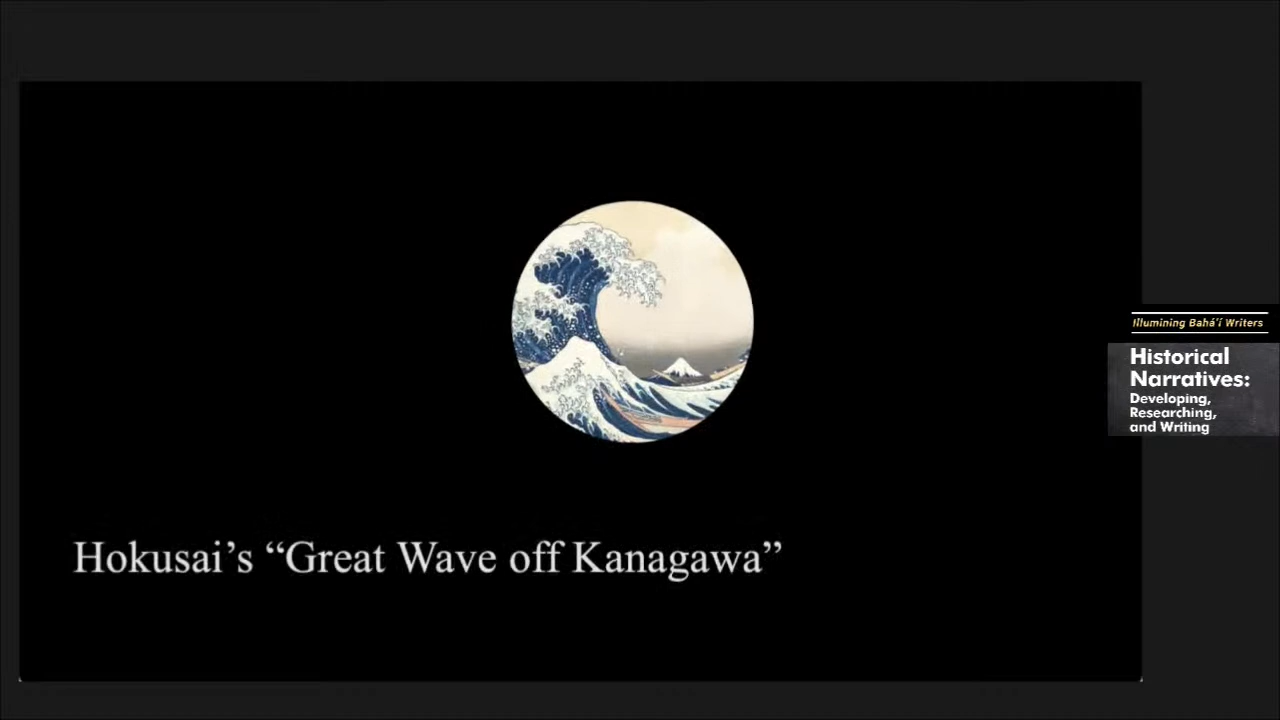 Hokusai’s “Great Wave off Kanagawa”
Illumining Bahá’í Writers
Historical
Narratives:
Developing,
Researching,
and Writing